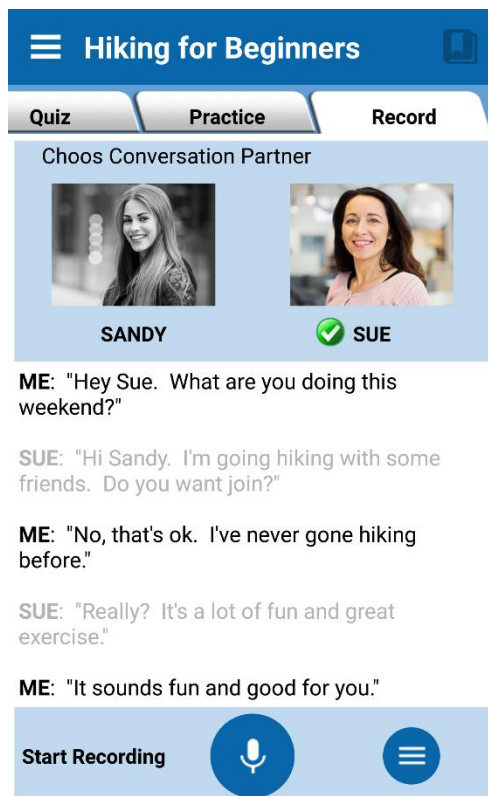 Hiking for Beginners
Quiz
Practice
Record
Choos Conversation Partner
SANDY
SUE
ME: "Hey Sue. What are you doing this
weekend?"
SUE: "Hi Sandy. I'm going hiking with some
friends. Do you want join?"
ME: "No, that's ok. I've never gone hiking
before."
SUE: "Really? It's a lot of fun and great
exercise."
ME: "It sounds fun and good for you."
Start Recording